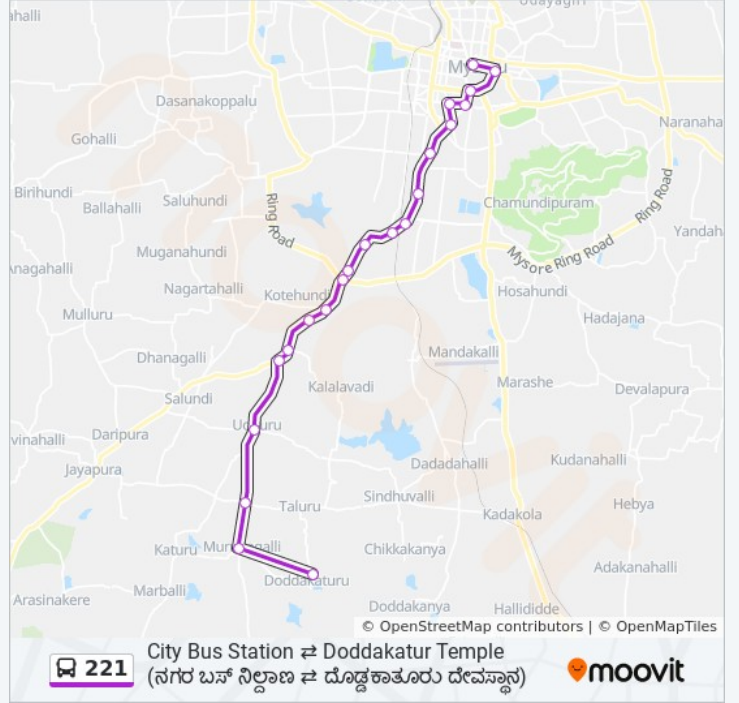 Udayagiri
Dasanakoppalu
Gohalli
Naranaha
Birihundi
Ballahalli
Saluhundi
Chamundipuram
Ring Road
Ring Road
Mysore Ring Road
Yandah
Muganahundi
Anagahalli
Nagartahalli
Kotehundi
Hosahundi
Mulluru
Hadajana
Dhanagalli
Mandakalli
Kalalavadi
Marashe
Devalapura
Salundi
vinahalli
Daripura
Jayapura
Dadadahalli
Kudanahalli
Sindhuvalli
Taluru
Kadakola
Hebya
Katuru
Chikkakanya
Adakanahalli
Doddakaturu
Marballi
Arasinakere
Doddakanya
Hallididde
© OpenStreetMap contributors | © OpenMapTiles
221
City Bus Station ⇄ Doddakatur Temple
(ನಗರ ಬಸ್ ನಿಲ್ದಾಣ ⇄ ದೊಡ್ಡಕಾತೂರು ದೇವಸ್ಥಾನ)
moovit